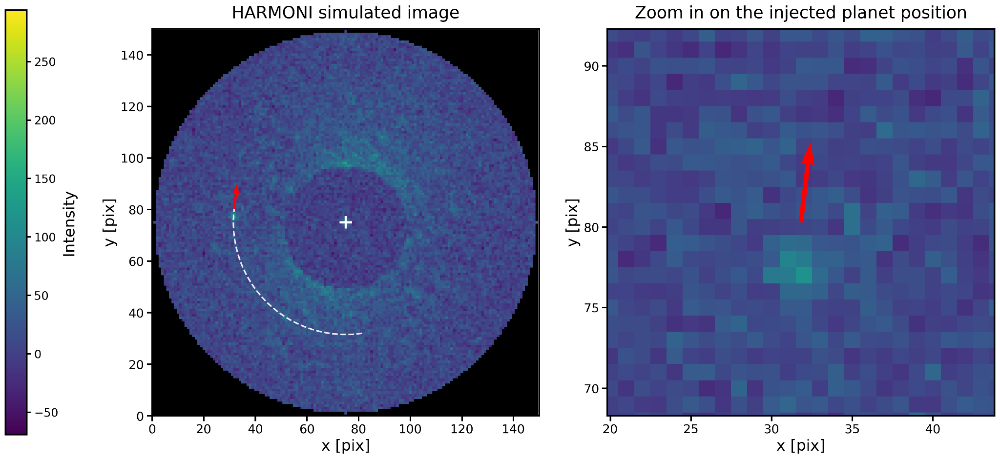 HARMONI simulated image
Zoom in on the injected planet position
250
200
150
100
50
0
−50
Intensity
140
120
100
80
60
40
20
0
y [pix]
0 20 40 60 80 100 120 140
x [pix]
90
85
80
75
70
y [pix]
20 25 30 35 40
x [pix]